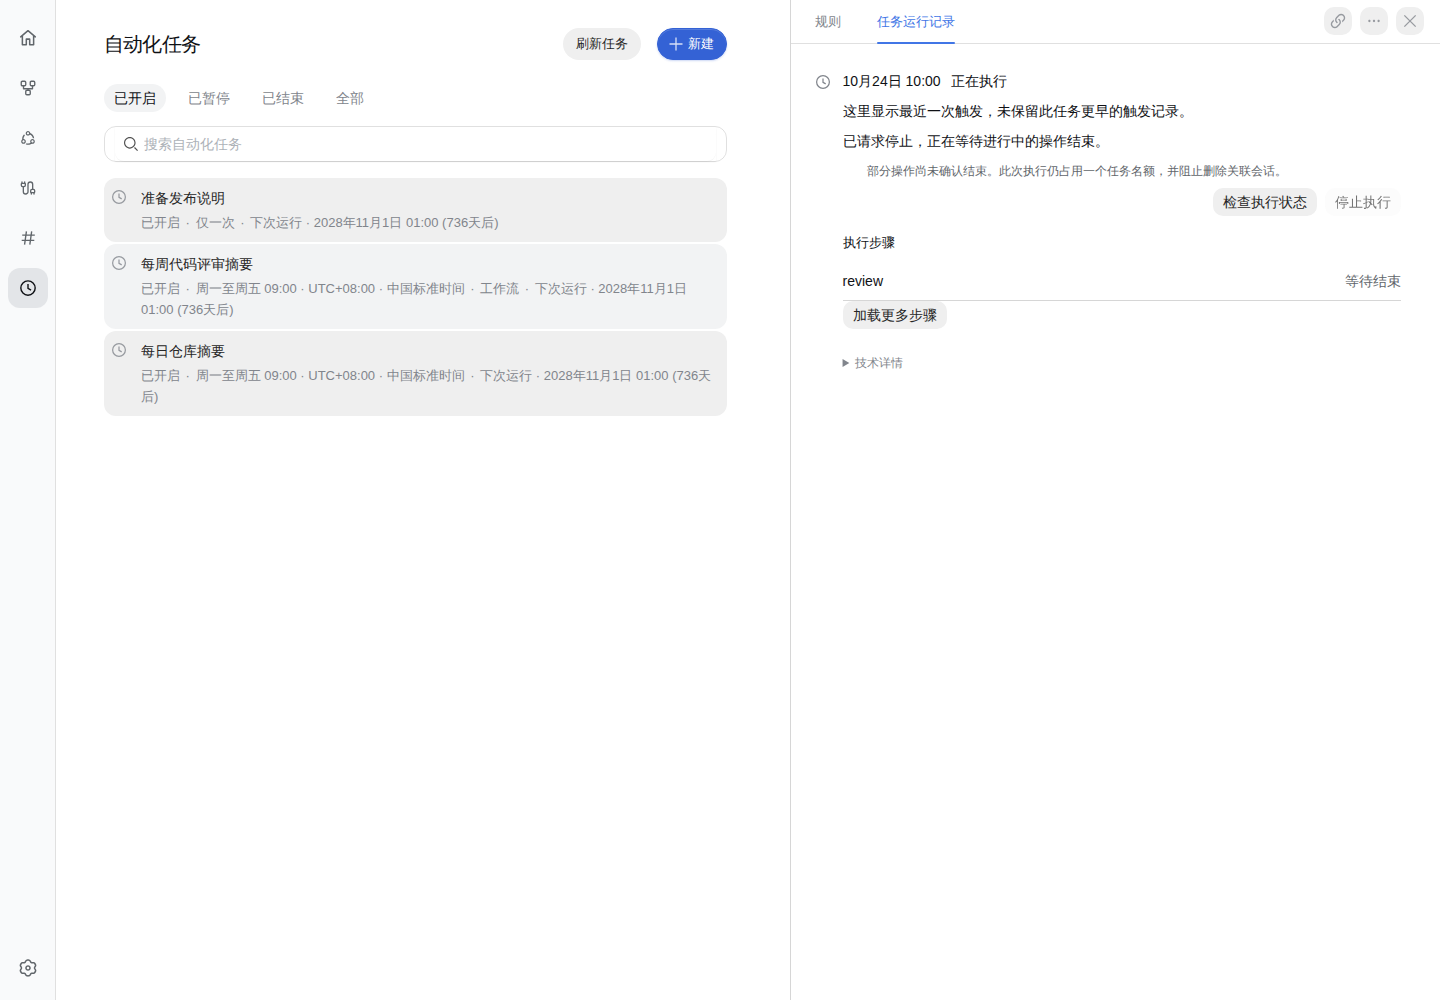 自动化任务
刷新任务
新建
已开启
已暂停
已结束
全部
搜索自动化任务
准备发布说明
已开启 · 仅一次 · 下次运行 · 2028年11月1日 01:00 (736天后)
每周代码评审摘要
已开启 · 周一至周五 09:00 · UTC+08:00 · 中国标准时间 · 工作流 · 下次运行 · 2028年11月1日
01:00 (736天后)
每日仓库摘要
已开启 · 周一至周五 09:00 · UTC+08:00 · 中国标准时间 · 下次运行 · 2028年11月1日 01:00 (736天
后)
规则
任务运行记录
10月24日 10:00 正在执行
这里显示最近一次触发，未保留此任务更早的触发记录。
已请求停止，正在等待进行中的操作结束。
部分操作尚未确认结束。此次执行仍占用一个任务名额，并阻止删除关联会话。
检查执行状态
停止执行
执行步骤
review
等待结束
加载更多步骤
技术详情